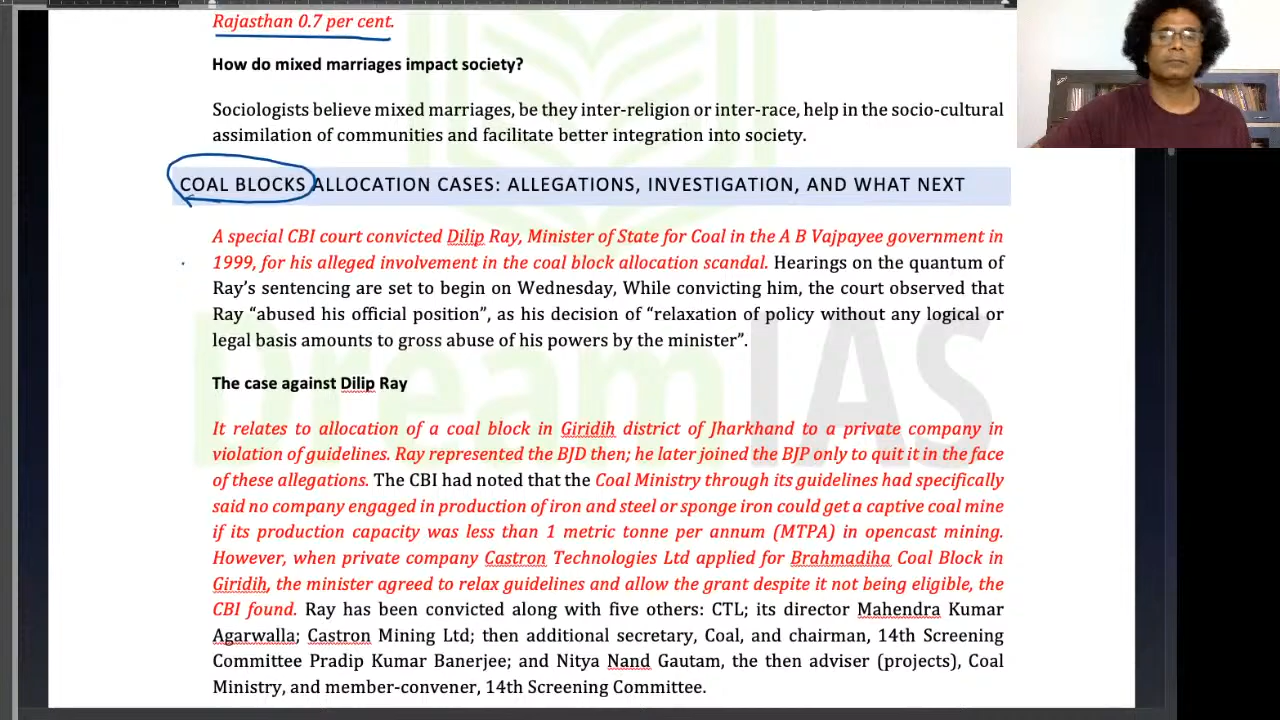 Rajasthan 0.7 per cent.
How do mixed marriages impact society?
Sociologists believe mixed marriages, be they inter-religion or inter-race, help in the socio-cultural
assimilation of communities and facilitate better integration into society.
COAL BLOCKS ALLOCATION CASES: ALLEGATIONS, INVESTIGATION, AND WHAT NEXT
A special CBI court convicted Dilip Ray, Minister of State for Coal in the A B Vajpayee government in
1999, for his alleged involvement in the coal block allocation scandal. Hearings on the quantum of
Ray’s sentencing are set to begin on Wednesday, While convicting him, the court observed that
Ray “abused his official position”, as his decision of “relaxation of policy without any logical or
legal basis amounts to gross abuse of his powers by the minister”.
The case against Dilip Ray
It relates to allocation of a coal block in Giridih district of Jharkhand to a private company in
violation of guidelines. Ray represented the BJD then; he later joined the BJP only to quit it in the face
of these allegations. The CBI had noted that the Coal Ministry through its guidelines had specifically
said no company engaged in production of iron and steel or sponge iron could get a captive coal mine
if its production capacity was less than 1 metric tonne per annum (MTPA) in opencast mining.
However, when private company Castron Technologies Ltd applied for Brahmadiha Coal Block in
Giridih, the minister agreed to relax guidelines and allow the grant despite it not being eligible, the
CBI found. Ray has been convicted along with five others: CTL; its director Mahendra Kumar
Agarwalla; Castron Mining Ltd; then additional secretary, Coal, and chairman, 14th Screening
Committee Pradip Kumar Banerjee; and Nitya Nand Gautam, the then adviser (projects), Coal
Ministry, and member-convener, 14th Screening Committee.
Dream IAS